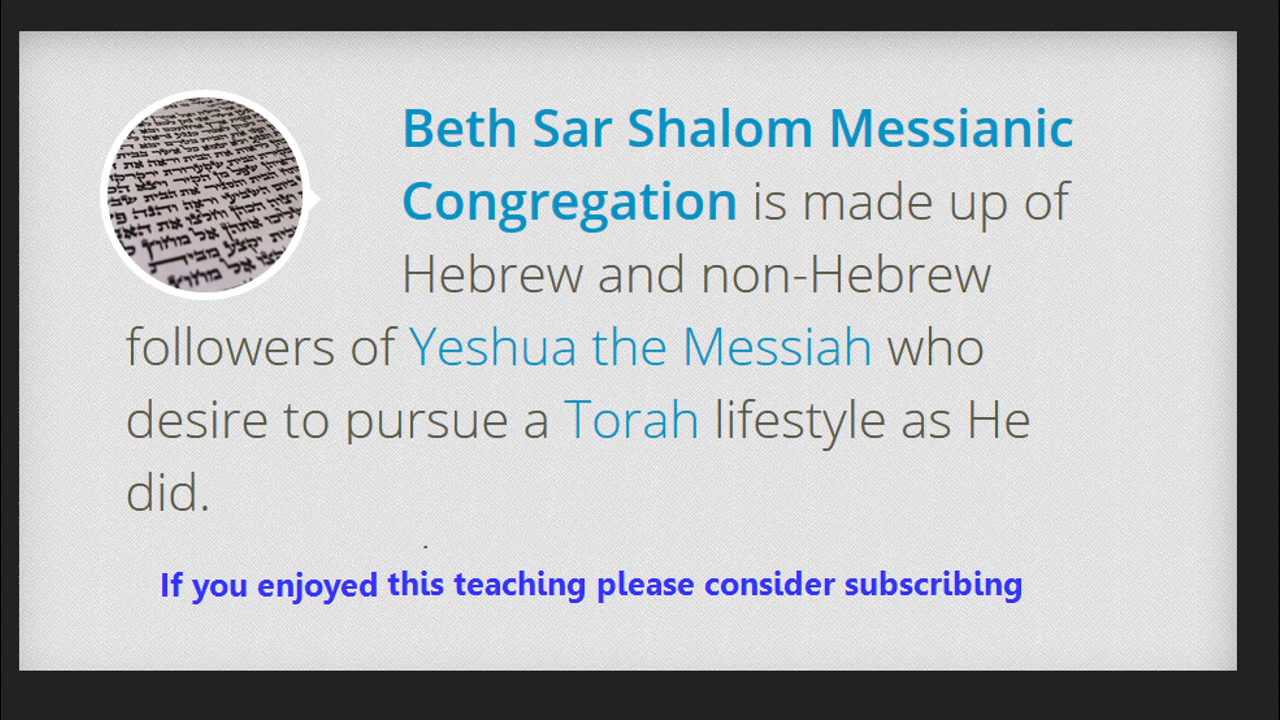 Beth Sar Shalom Messianic
Congregation is made up of
Hebrew and non-Hebrew
followers of Yeshua the Messiah who
desire to pursue a Torah lifestyle as He
did.
If you enjoyed this teaching please consider subscribing